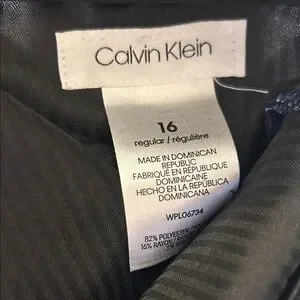 Calvin Klein
16
regular / régulière
MADE IN DOMINICAN
REPUBLIC
FABRIQUÉ EN RÉPUBLIQUE
DOMINICAINE
HECHO EN LA REPÚBLICA
DOMINICANA
WPL06734
82% POLYESTER
16% RAYON